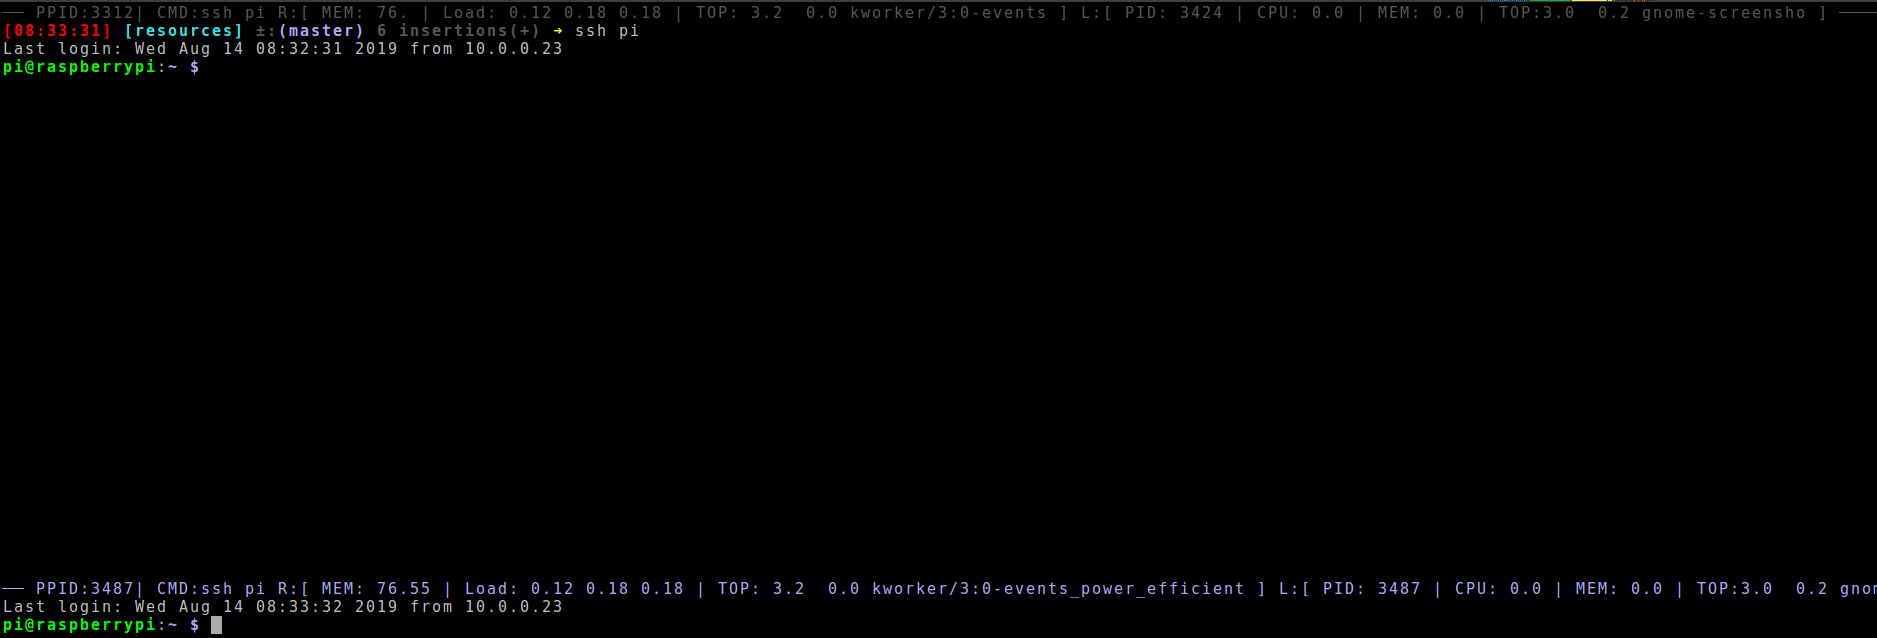 ── PPID:3312| CMD:ssh pi R:[ MEM: 76. | Load: 0.12 0.18 0.18 | TOP: 3.2  0.0 kworker/3:0-events ] L:[ PID: 3424 | CPU: 0.0 | MEM: 0.0 | TOP:3.0  0.2 gnome-screensho ] ────
[08:33:31] [resources] ±:(master) 6 insertions(+) ➜ ssh pi
Last login: Wed Aug 14 08:32:31 2019 from 10.0.0.23
pi@raspberrypi:~ $
── PPID:3487| CMD:ssh pi R:[ MEM: 76.55 | Load: 0.12 0.18 0.18 | TOP: 3.2  0.0 kworker/3:0-events_power_efficient ] L:[ PID: 3487 | CPU: 0.0 | MEM: 0.0 | TOP:3.0  0.2 gnom
Last login: Wed Aug 14 08:33:32 2019 from 10.0.0.23
pi@raspberrypi:~ $